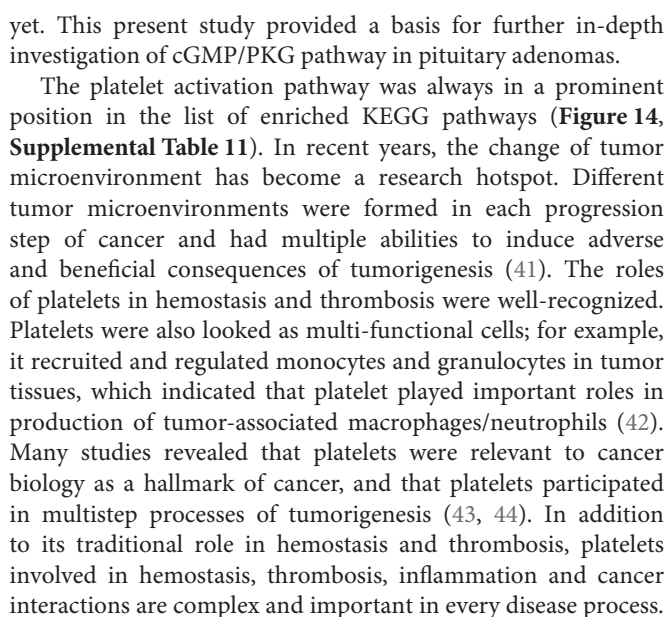 yet. This present study provided a basis for further in-depth
investigation of cGMP/PKG pathway in pituitary adenomas.
The platelet activation pathway was always in a prominent
position in the list of enriched KEGG pathways (Figure 14,
Supplemental Table 11). In recent years, the change of tumor
microenvironment has become a research hotspot. Different
tumor microenvironments were formed in each progression
step of cancer and had multiple abilities to induce adverse
and beneficial consequences of tumorigenesis (41). The roles
of platelets in hemostasis and thrombosis were well-recognized.
Platelets were also looked as multi-functional cells; for example,
it recruited and regulated monocytes and granulocytes in tumor
tissues, which indicated that platelet played important roles in
production of tumor-associated macrophages/neutrophils (42).
Many studies revealed that platelets were relevant to cancer
biology as a hallmark of cancer, and that platelets participated
in multistep processes of tumorigenesis (43, 44). In addition
to its traditional role in hemostasis and thrombosis, platelets
involved in hemostasis, thrombosis, inflammation and cancer
interactions are complex and important in every disease process.